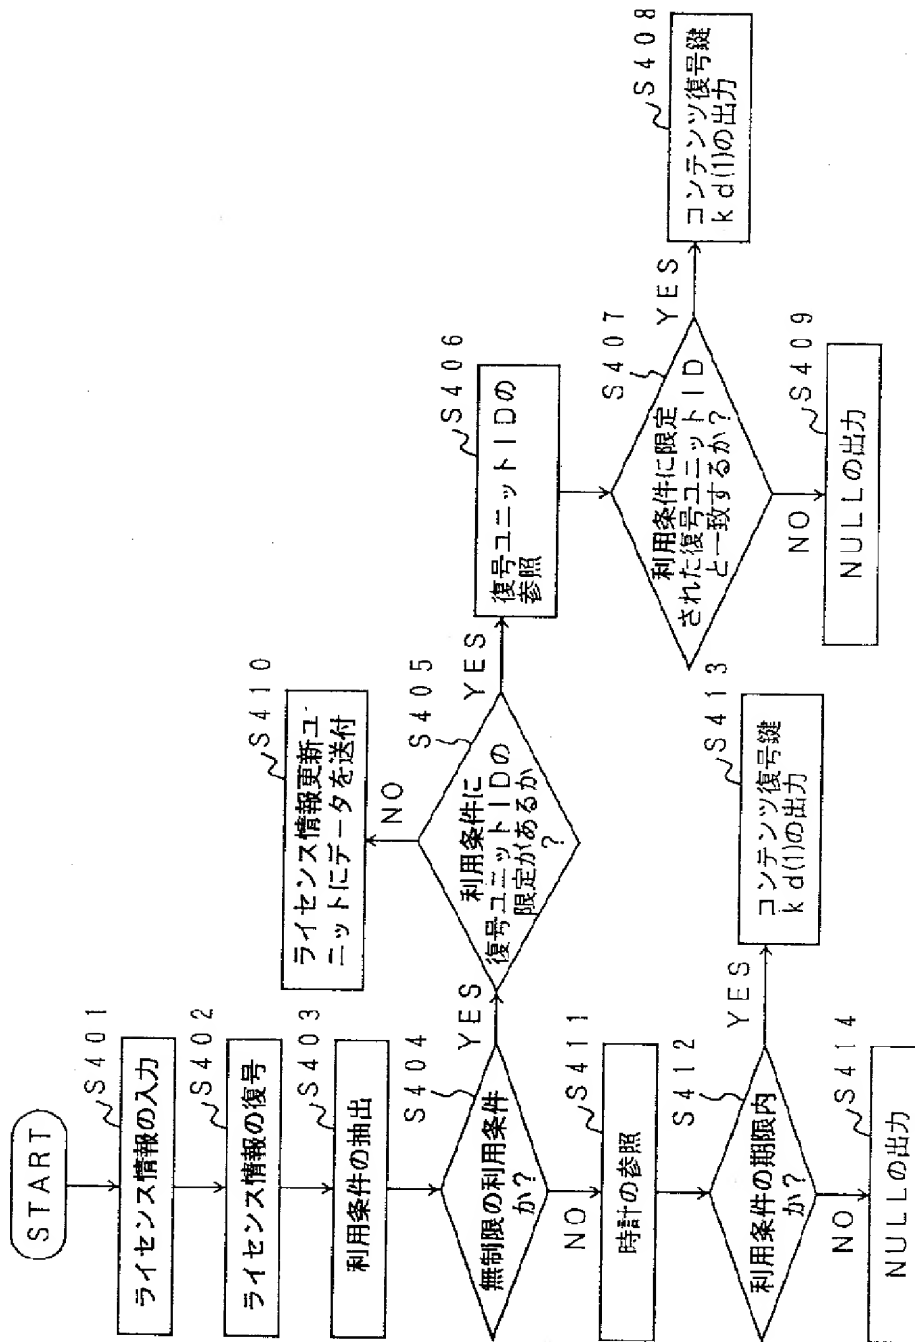 START
S401
ライセンス情報の入力
S402
ライセンス情報の復号
S403
利用条件の抽出
S404
無制限の利用条件
か?
YES
NO
S405
利用条件に
復号ユニットIDの
限定があるか
?
NO
YES
S410
ライセンス情報更新ユ
ニットにデータを送付
S406
復号ユニットIDの
参照
S407
利用条件に限定
された復号ユニットID
と一致するか?
YES
NO
S408
コンテンツ復号鍵
kd(1)の出力
S409
NULLの出力
S411
時計の参照
S412
利用条件の期限内
か?
YES
NO
S413
コンテンツ復号鍵
kd(1)の出力
S414
NULLの出力